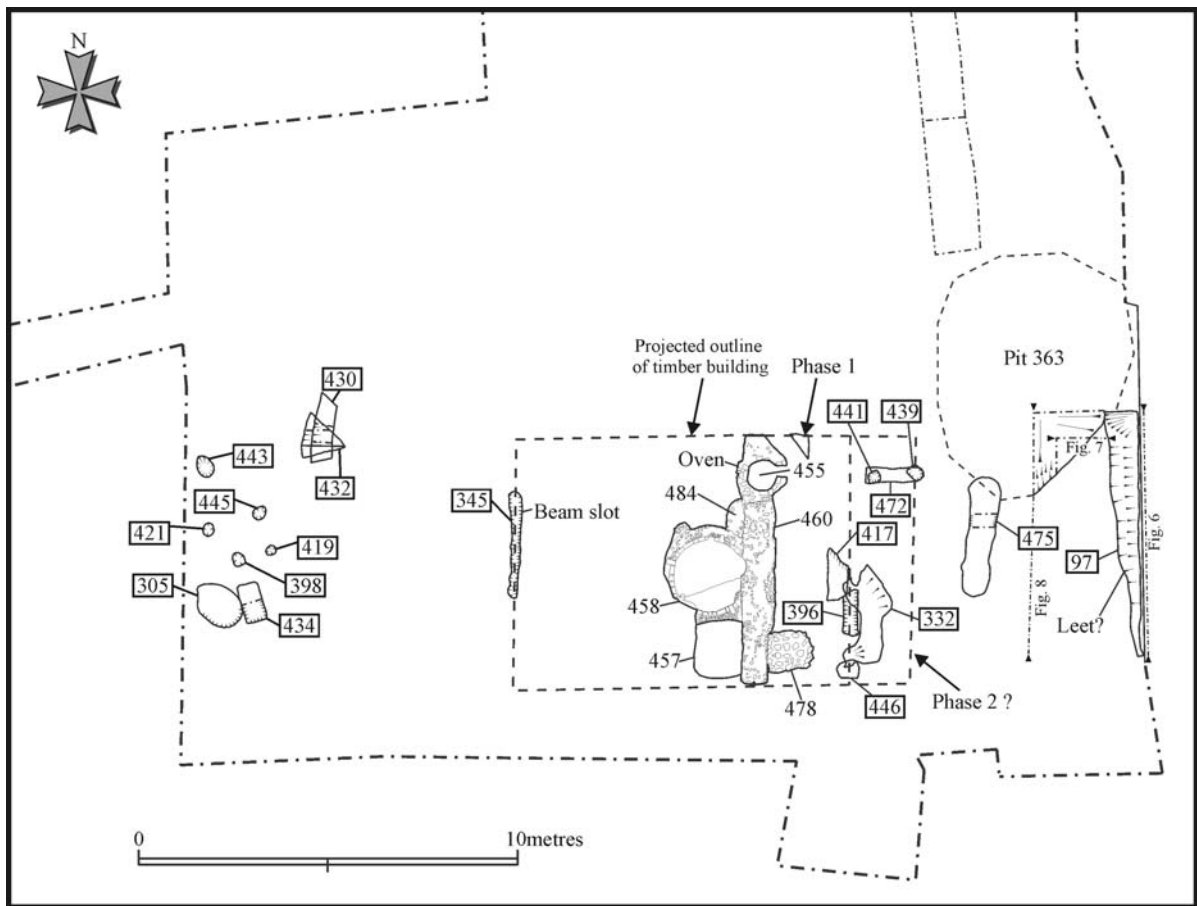 N
Projected outline
of timber building
Phase 1
Pit 363
430
441
439
443
432
Oven
455
Fig. 7
445
345
Beam slot
484
460
472
417
475
421
419
97
Fig. 6
305
398
458
396
332
Fig. 8
434
457
Leet?
478
446
Phase 2 ?
0
10metres